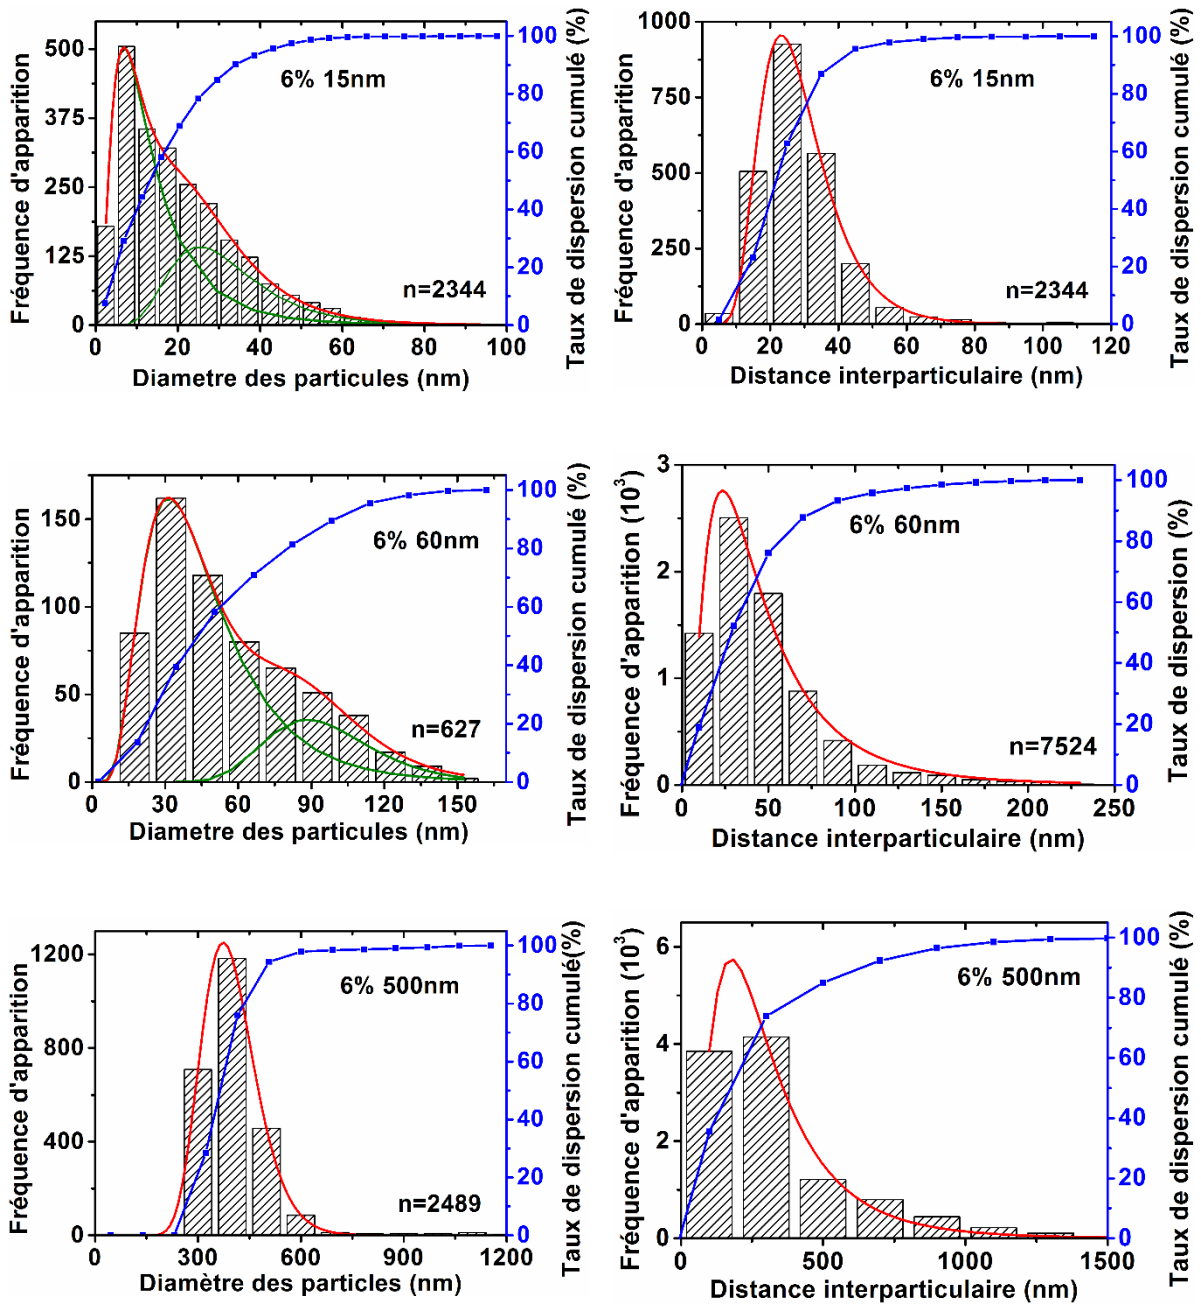 Fréquence d'apparition
500
375
250
125
0
6% 15nm
n=2344
100
80
60
40
20
0
Taux de dispersion cumulé (%)
0 20 40 60 80 100
Diametre des particules (nm)
Fréquence d'apparition
1000
750
500
250
0
6% 15nm
n=2344
100
80
60
40
20
0
Taux de dispersion cumulé (%)
0 20 40 60 80 100 120
Distance interparticulaire (nm)
Fréquence d'apparition
150
100
50
0
6% 60nm
n=627
100
80
60
40
20
0
Taux de dispersion cumulé (%)
0 30 60 90 120 150
Diametre des particules (nm)
Fréquence d'apparition (10³)
3
2
1
0
6% 60nm
n=7524
100
80
60
40
20
0
Taux de dispersion (%)
0 50 100 150 200 250
Distance interparticulaire (nm)
Fréquence d'apparition
1200
800
400
0
6% 500nm
n=2489
100
80
60
40
20
0
Taux de dispersion cumulé(%)
300 600 900 1200
Diamètre des particles (nm)
Fréquence d'apparition (10³)
6
4
2
0
6% 500nm
100
80
60
40
20
0
Taux de dispersion cumulé (%)
0 500 1000 1500
Distance interparticulaire (nm)